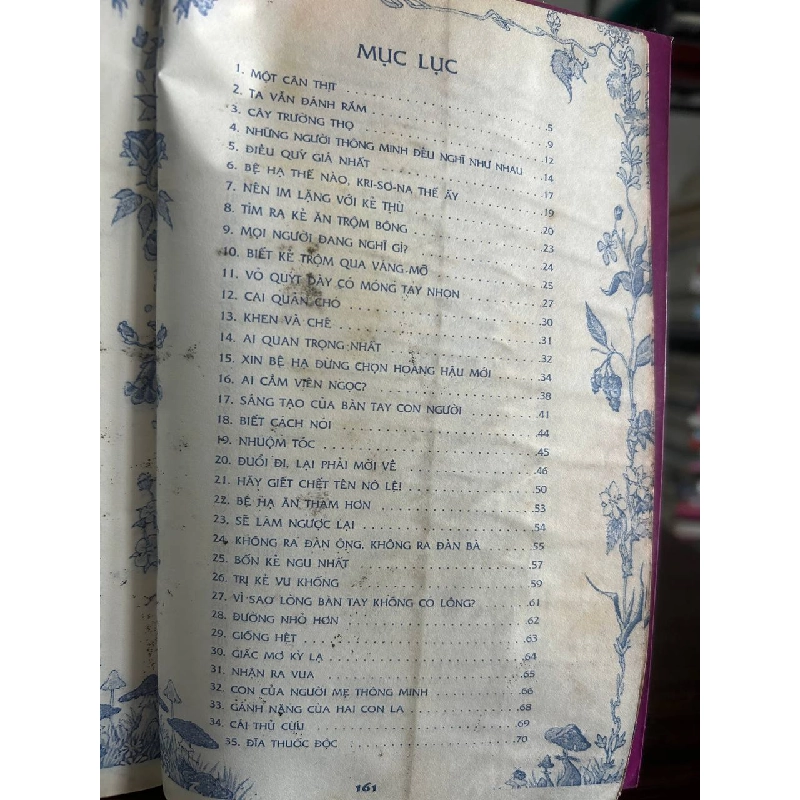 MỤC LỤC
1. MỘT CÂN THỊT .5
2. TA VẪN ĐÁNH RẮM .9
3. CÂY TRƯỜNG THỌ .12
4. NHỮNG NGƯỜI THÔNG MINH ĐỀU NGHĨ NHƯ NHAU .14
5. ĐIỀU QUÝ GIÁ NHẤT .17
6. BỆ HẠ THẾ NÀO, KRI-SƠ-NA THẾ ẤY .19
7. NÊN IM LẶNG VỚI KẺ THÙ .20
8. TÌM RA KẺ ĂN TRỘM BÔNG .23
9. MỌI NGƯỜI ĐANG NGHĨ GÌ? .24
10. BIẾT KẺ TRỘM QUA VÀNG MÕ .25
11. VỎ QUÝT DÀY CÓ MÓNG TAY NHỌN .27
12. CAI QUẢN CHÓ .30
13. KHEN VÀ CHÊ .31
14. AI QUAN TRỌNG NHẤT .32
15. XIN BỆ HẠ ĐỪNG CHỌN HOÀNG HẬU MỚI .34
16. AI CẦM VIÊN NGỌC? .38
17. SÁNG TẠO CỦA BÀN TAY CON NGƯỜI .41
18. BIẾT CÁCH NÓI .44
19. NHUỘM TÓC .45
20. ĐUỔI ĐI, LẠI PHẢI MỜI VỀ .46
21. HÃY GIẾT CHẾT TÊN NÔ LỆ! .50
22. BỆ HẠ ĂN THAM HƠN .53
23. SẼ LÀM NGƯỢC LẠI .54
24. KHÔNG RA ĐÀN ÔNG, KHÔNG RA ĐÀN BÀ .55
25. BỐN KẺ NGU NHẤT .57
26. TRỊ KẺ VU KHỐNG .59
27. VÌ SAO LÒNG BÀN TAY KHÔNG CÓ LÔNG? .61
28. ĐƯỜNG NHỎ HƠN .62
29. GIỐNG HỆT .63
30. GIẤC MƠ KỲ LẠ .64
31. NHẬN RA VUA .65
32. CON CỦA NGƯỜI MẸ THÔNG MINH .66
33. GÁNH NẶNG CỦA HAI CON LA .68
34. CÁI THỦ CỪU .69
35. ĐĨA THUỐC ĐỘC .70
161